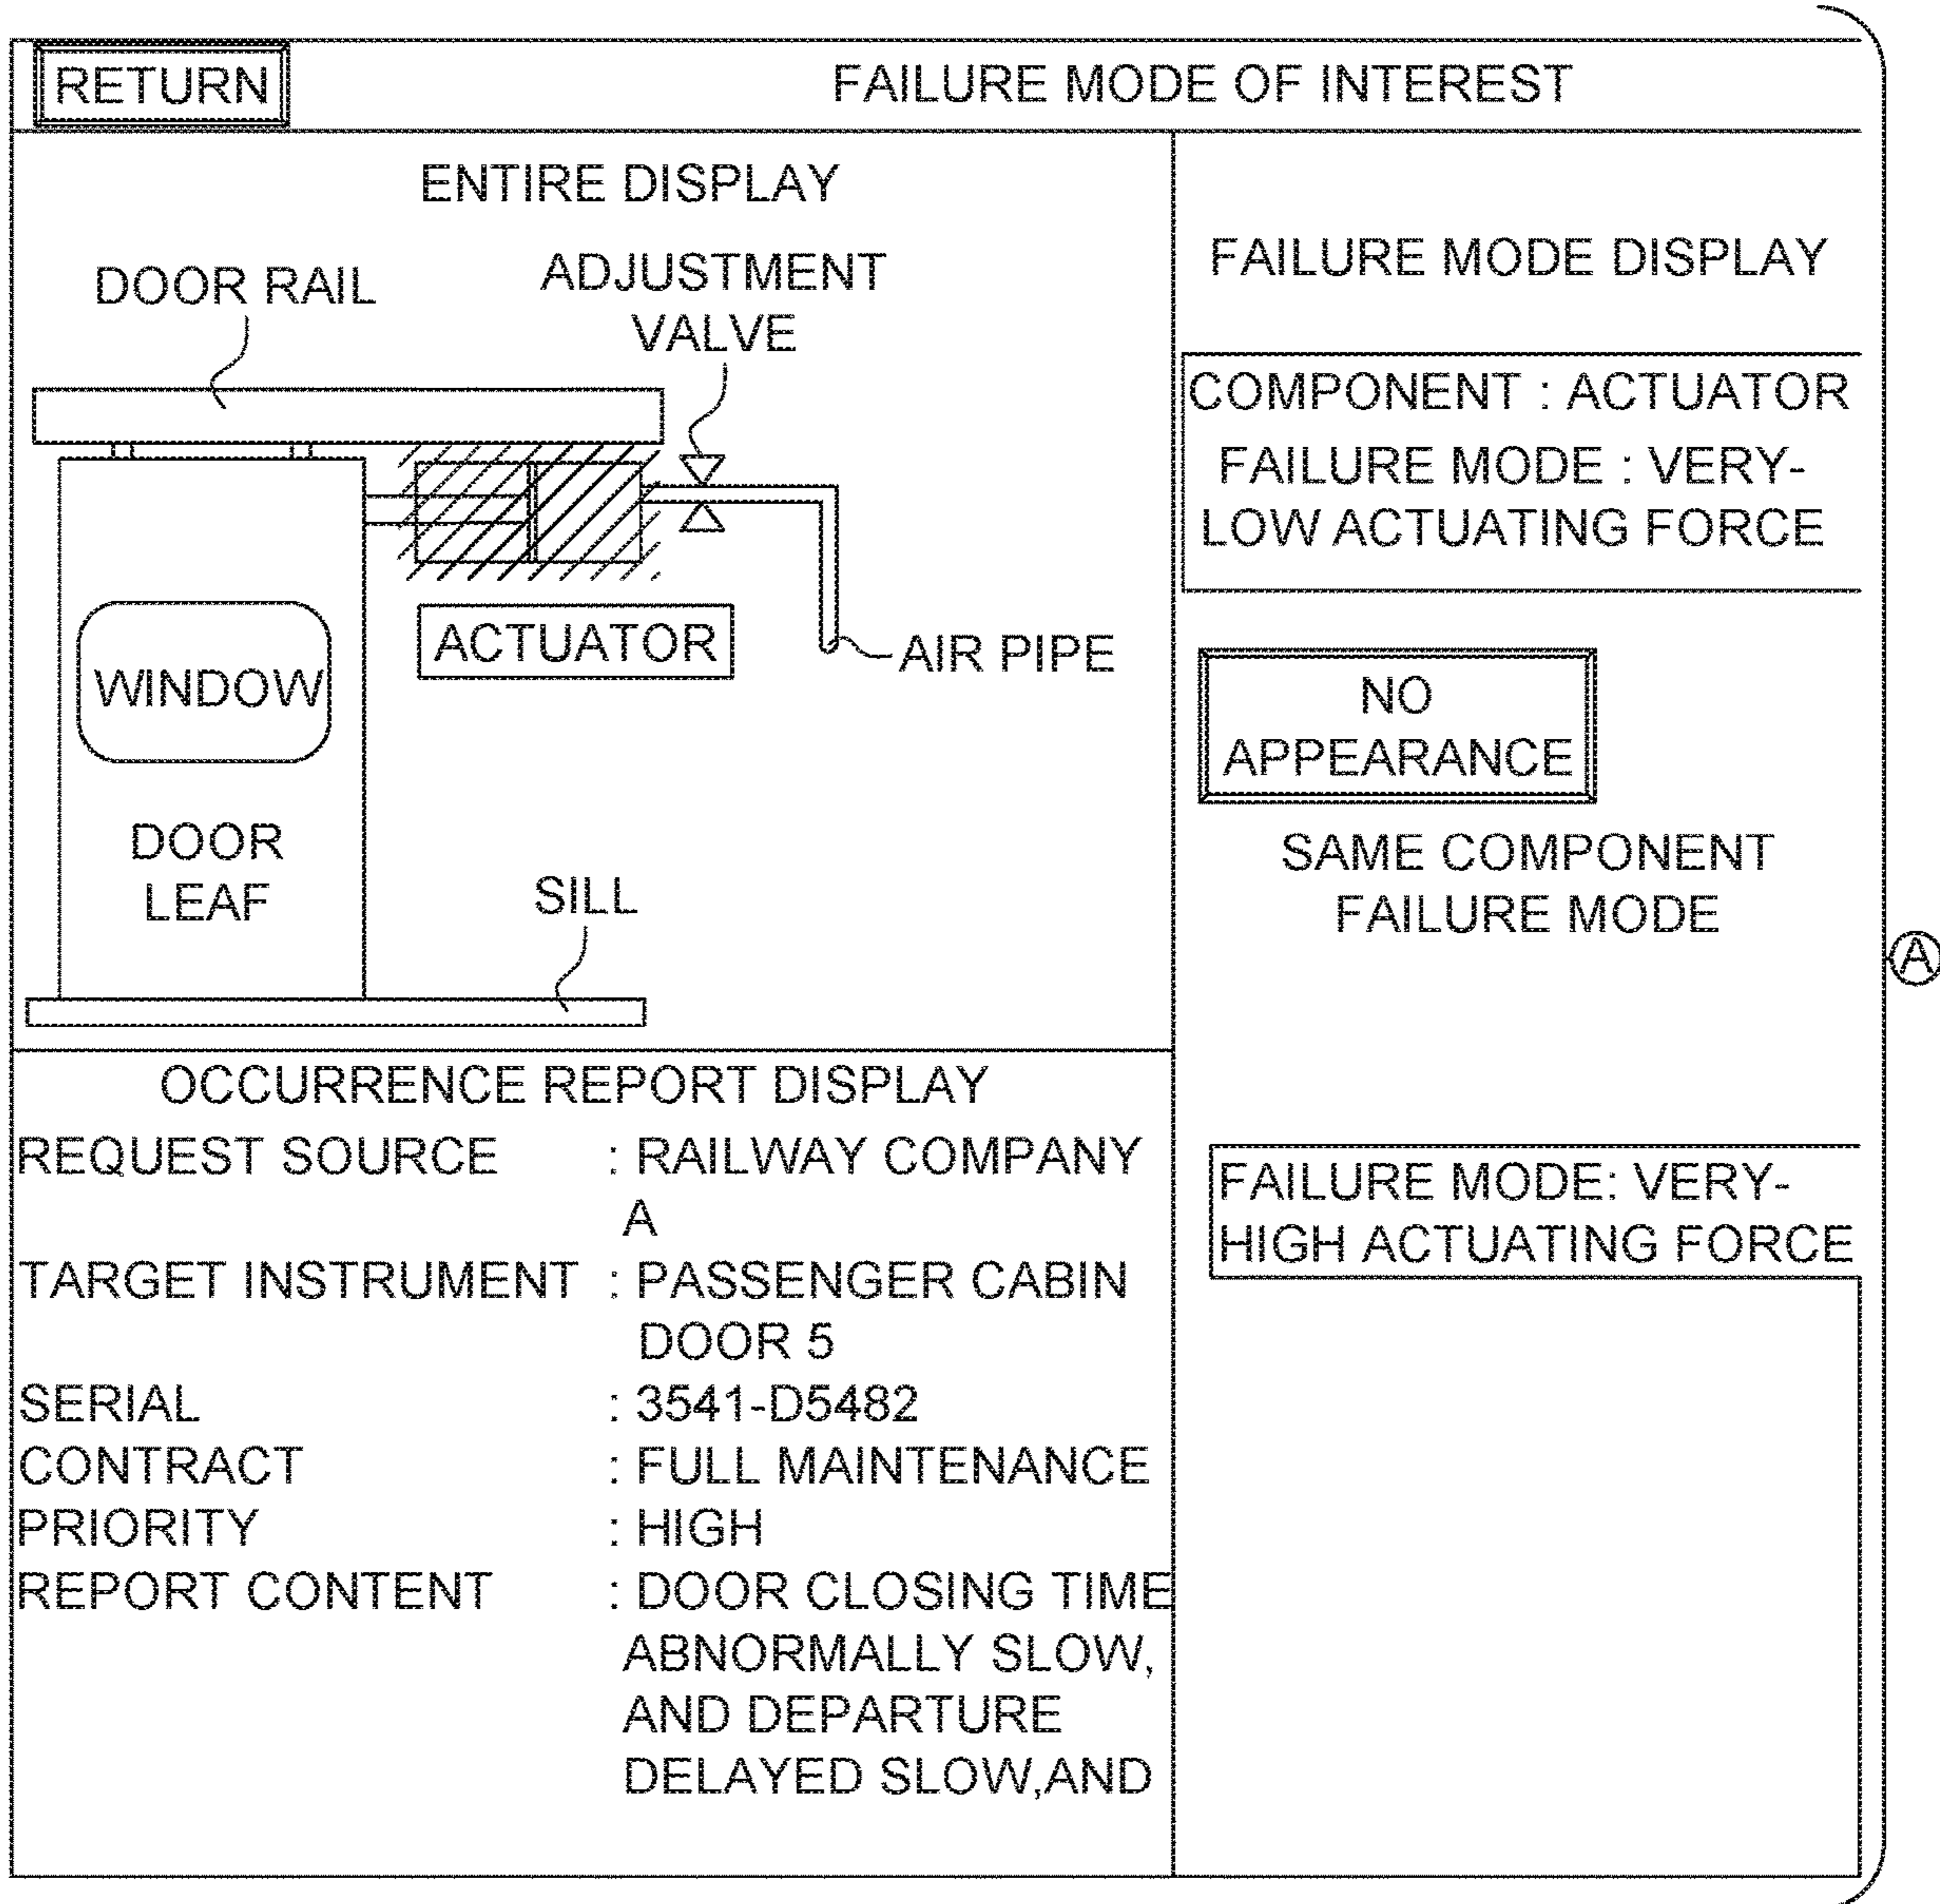 RETURN
FAILURE MODE OF INTEREST
ENTIRE DISPLAY
DOOR RAIL
ADJUSTMENT
VALVE
ACTUATOR
AIR PIPE
WINDOW
DOOR
LEAF
SILL
FAILURE MODE DISPLAY
COMPONENT : ACTUATOR
FAILURE MODE : VERY-
LOW ACTUATING FORCE
NO
APPEARANCE
SAME COMPONENT
FAILURE MODE
FAILURE MODE: VERY-
HIGH ACTUATING FORCE
A
OCCURRENCE REPORT DISPLAY
REQUEST SOURCE : RAILWAY COMPANY
A
TARGET INSTRUMENT : PASSENGER CABIN
DOOR 5
SERIAL : 3541-D5482
CONTRACT : FULL MAINTENANCE
PRIORITY : HIGH
REPORT CONTENT : DOOR CLOSING TIME
ABNORMALLY SLOW,
AND DEPARTURE
DELAYED SLOW,AND